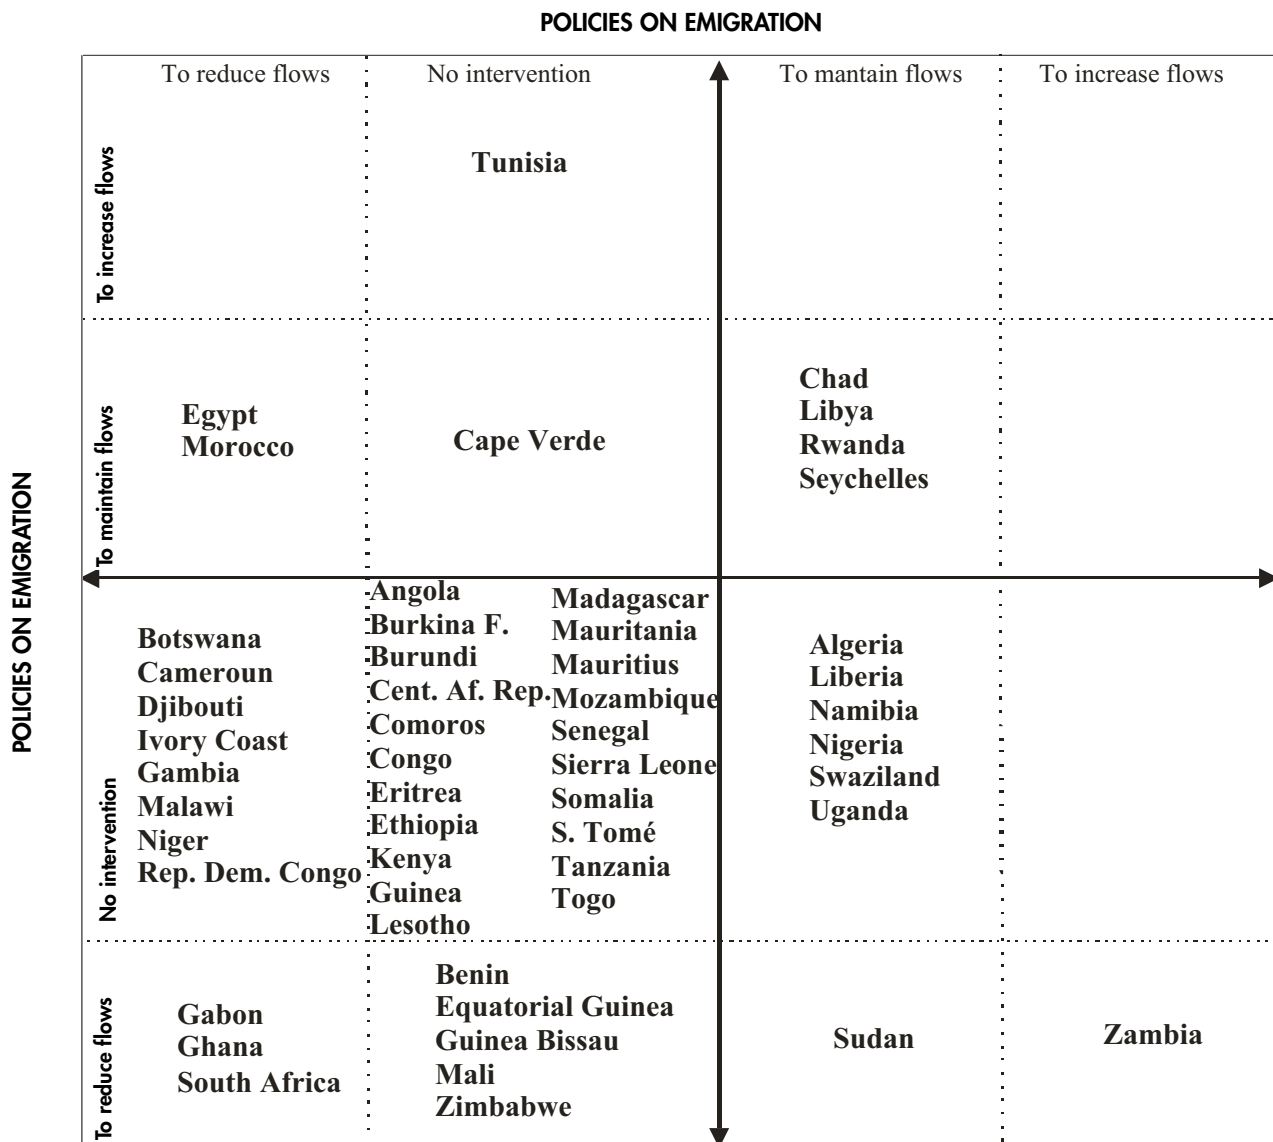 POLICIES ON EMIGRATION
To reduce flows
No intervention
To mantain flows
To increase flows
POLICIES ON EMIGRATION
To increase flows
Tunisia
To maintain flows
Egypt
Morocco
Cape Verde
Chad
Libya
Rwanda
Seychelles
No intervention
Botswana
Cameroun
Djibouti
Ivory Coast
Gambia
Malawi
Niger
Rep. Dem. Congo
Angola
Burkina F.
Burundi
Cent. Af. Rep.
Comoros
Congo
Eritrea
Ethiopia
Kenya
Guinea
Lesotho
Madagascar
Mauritania
Mauritius
Mozambique
Senegal
Sierra Leone
Somalia
S. Tomé
Tanzania
Togo
Algeria
Liberia
Namibia
Nigeria
Swaziland
Uganda
To reduce flows
Gabon
Ghana
South Africa
Benin
Equatorial Guinea
Guinea Bissau
Mali
Zimbabwe
Sudan
Zambia